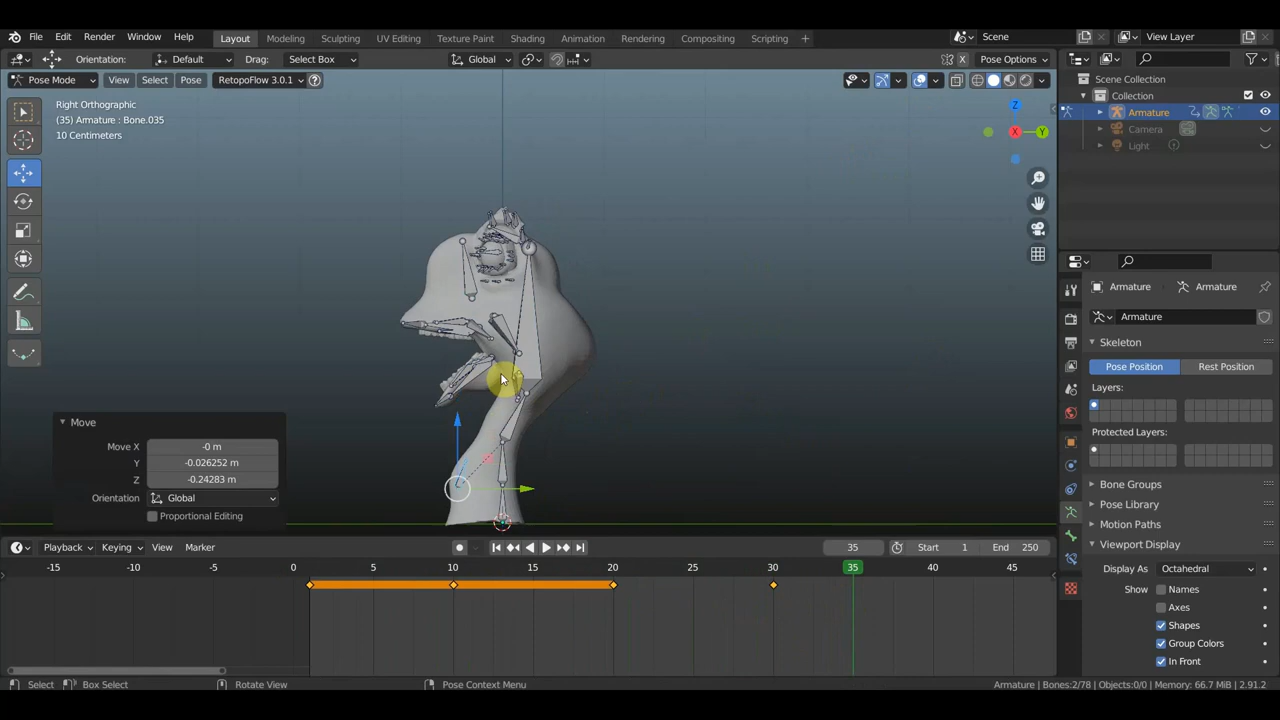 File Edit Render Window Help Layout Modeling Sculpting UV Editing Texture Paint Shading Animation Rendering Compositing Scripting + Scene View Layer
Orientation: Default Drag: Select Box Global Pose Options
Pose Mode View Select Pose RetopoFlow 3.0.1
Scene Collection
Collection
Armature
Camera
Light
Right Orthographic
(35) Armature : Bone.035
10 Centimeters
Z
X
Y
Armature Armature
Armature
Skeleton
Pose Position Rest Position
Layers:
Protected Layers:
Bone Groups
Pose Library
Motion Paths
Viewport Display
Display As Octahedral
Show Names
Axes
Shapes
Group Colors
In Front
Move
Move X -0 m
Y -0.026252 m
Z -0.24283 m
Orientation Global
Proportional Editing
Playback Keying View Marker 35 Start 1 End 250
-15 -10 -5 0 5 10 15 20 25 30 35 40 45
Select Box Select Rotate View Pose Context Menu Armature | Bones:2/78 | Objects:0/0 | Memory: 66.7 MiB | 2.91.2